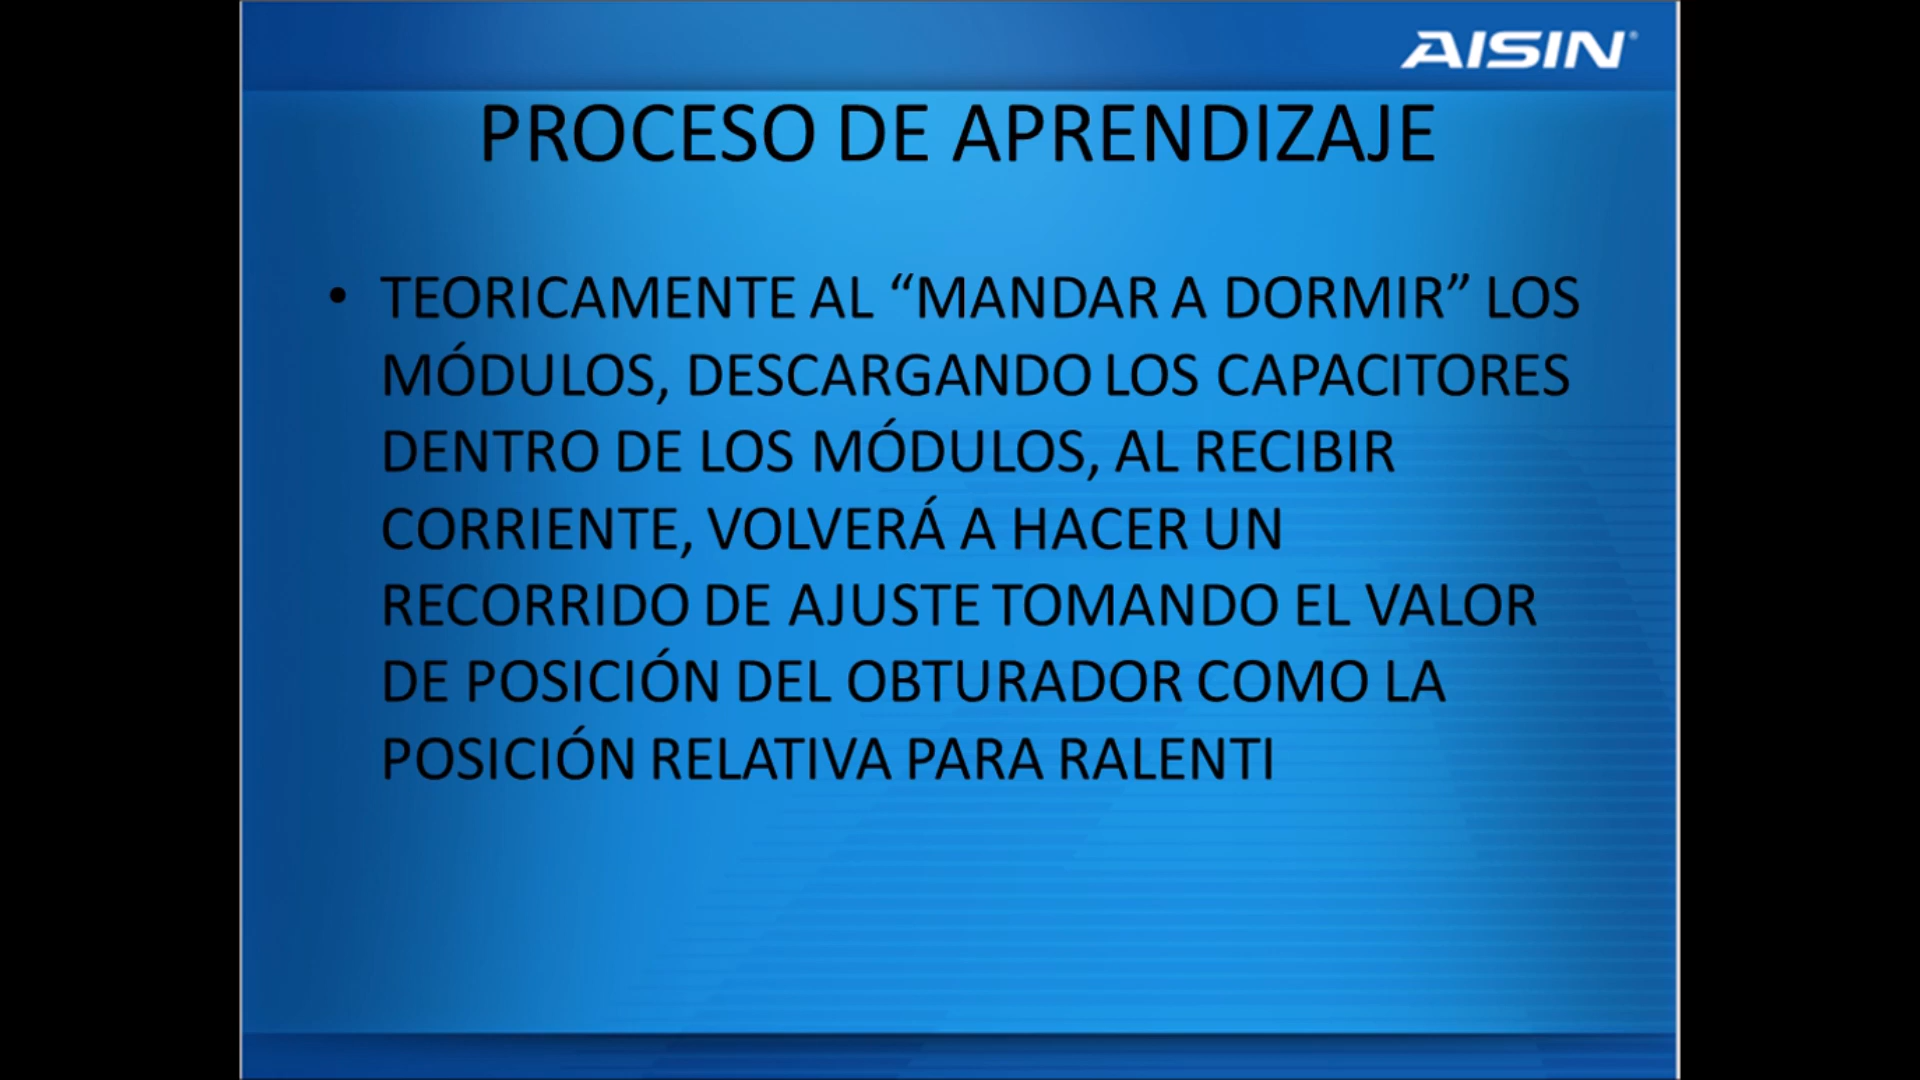 AISIN®
PROCESO DE APRENDIZAJE
• TEORICAMENTE AL “MANDAR A DORMIR” LOS
MÓDULOS, DESCARGANDO LOS CAPACITORES
DENTRO DE LOS MÓDULOS, AL RECIBIR
CORRIENTE, VOLVERÁ A HACER UN
RECORRIDO DE AJUSTE TOMANDO EL VALOR
DE POSICIÓN DEL OBTURADOR COMO LA
POSICIÓN RELATIVA PARA RALENTI